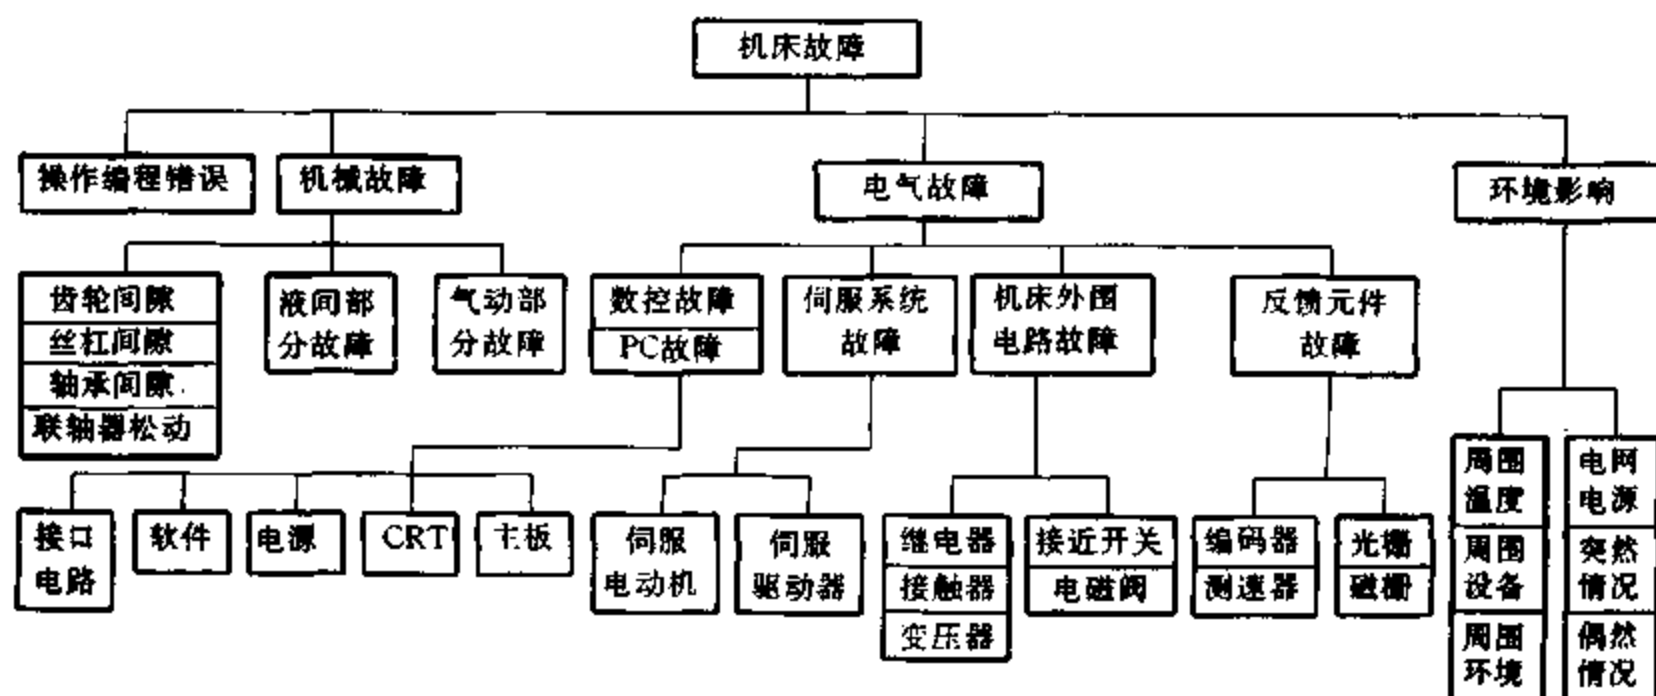 机床故障
操作编程错误
机械故障
电气故障
环境影响
齿轮间隙
丝杠间隙
轴承间隙
联轴器松动
液间部
分故障
气动部
分故障
数控故障
PC故障
伺服系统
故障
机床外围
电路故障
反馈元件
故障
接口
电路
软件
电源
CRT
主板
伺服
电动机
伺服
驱动器
继电器
接触器
变压器
接近开关
电磁阀
编码器
测速器
光栅
磁栅
周围
温度
周围
设备
周围
环境
电网
电源
突然
情况
偶然
情况